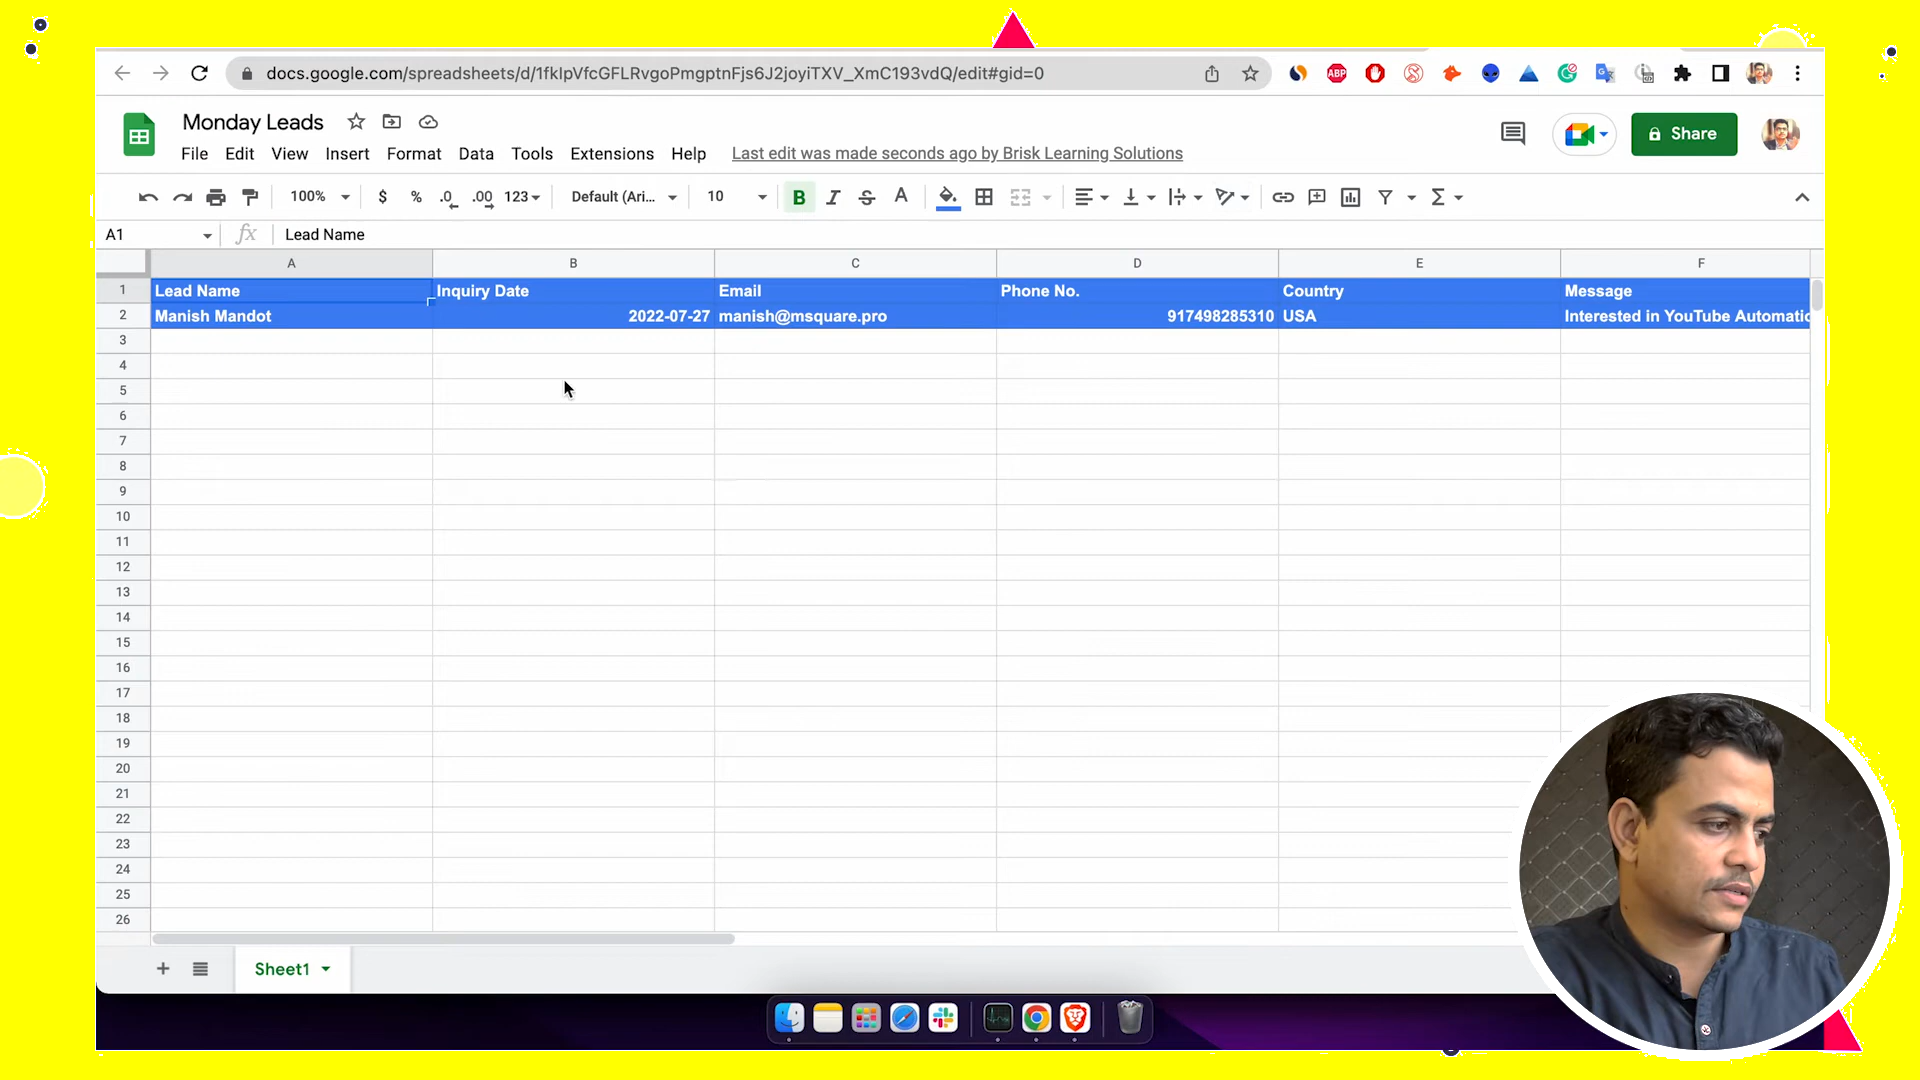 docs.google.com/spreadsheets/d/1fkIpVfcGFLRvgoPmgptnFjs6J2joyiTXV_XmC193vdQ/edit#gid=0
ABP
Monday Leads
File Edit View Insert Format Data Tools Extensions Help Last edit was made seconds ago by Brisk Learning Solutions
Share
100% $ % .0 .00 123 Default (Ari... 10 B I S A
A1 fx Lead Name
A B C D E F
1 Lead Name Inquiry Date Email Phone No. Country Message
2 Manish Mandot 2022-07-27 manish@msquare.pro 917498285310 USA Interested in YouTube Automatic
3
4
5
6
7
8
9
10
11
12
13
14
15
16
17
18
19
20
21
22
23
24
25
26
Sheet1